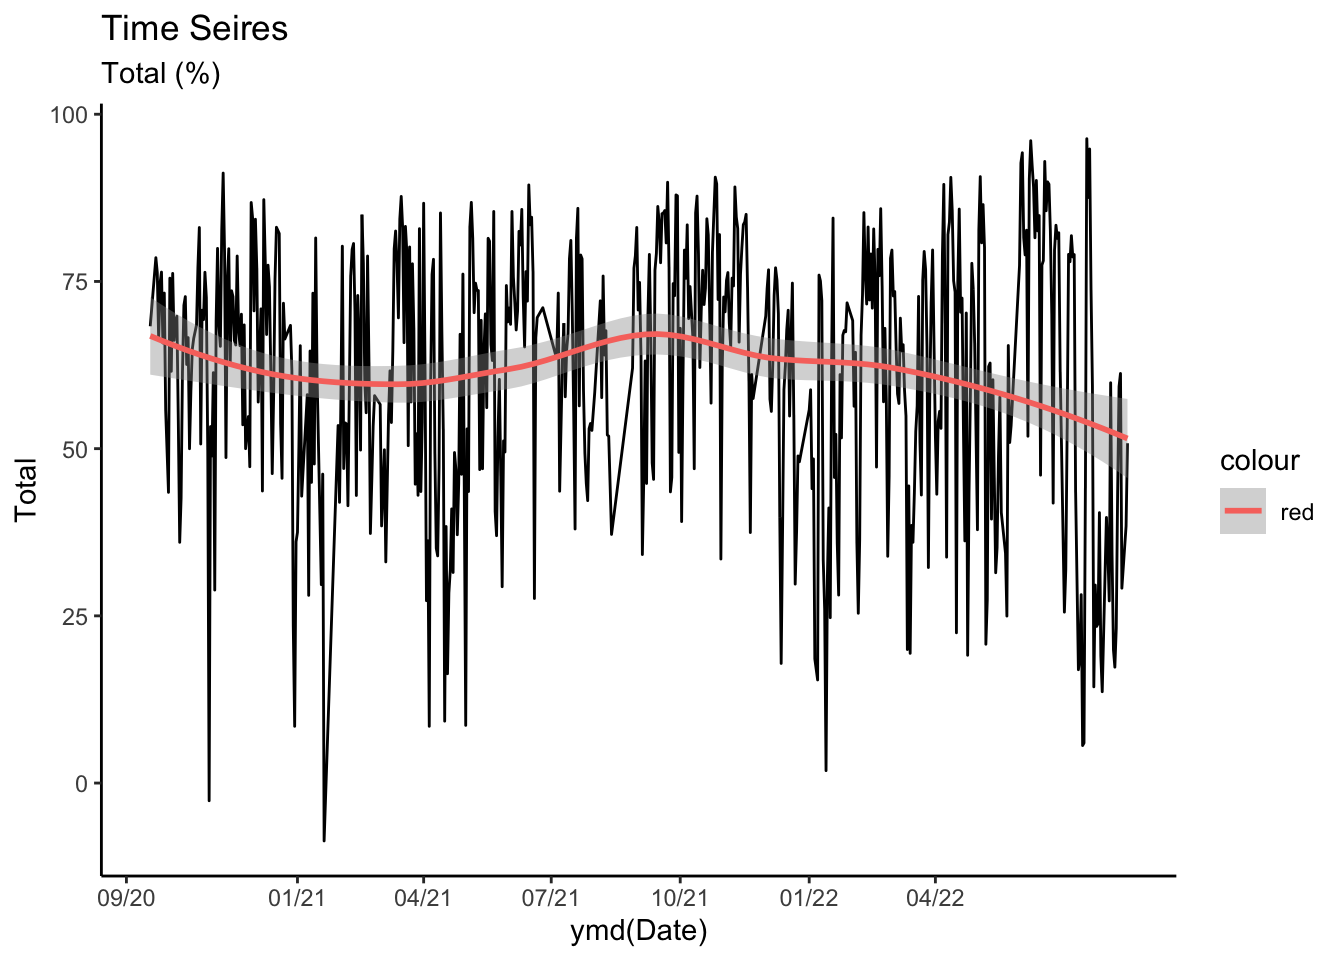 Time Seires
Total (%)
100
75
50
25
0
Total
09/20 01/21 04/21 07/21 10/21 01/22 04/22
ymd(Date)
colour
red